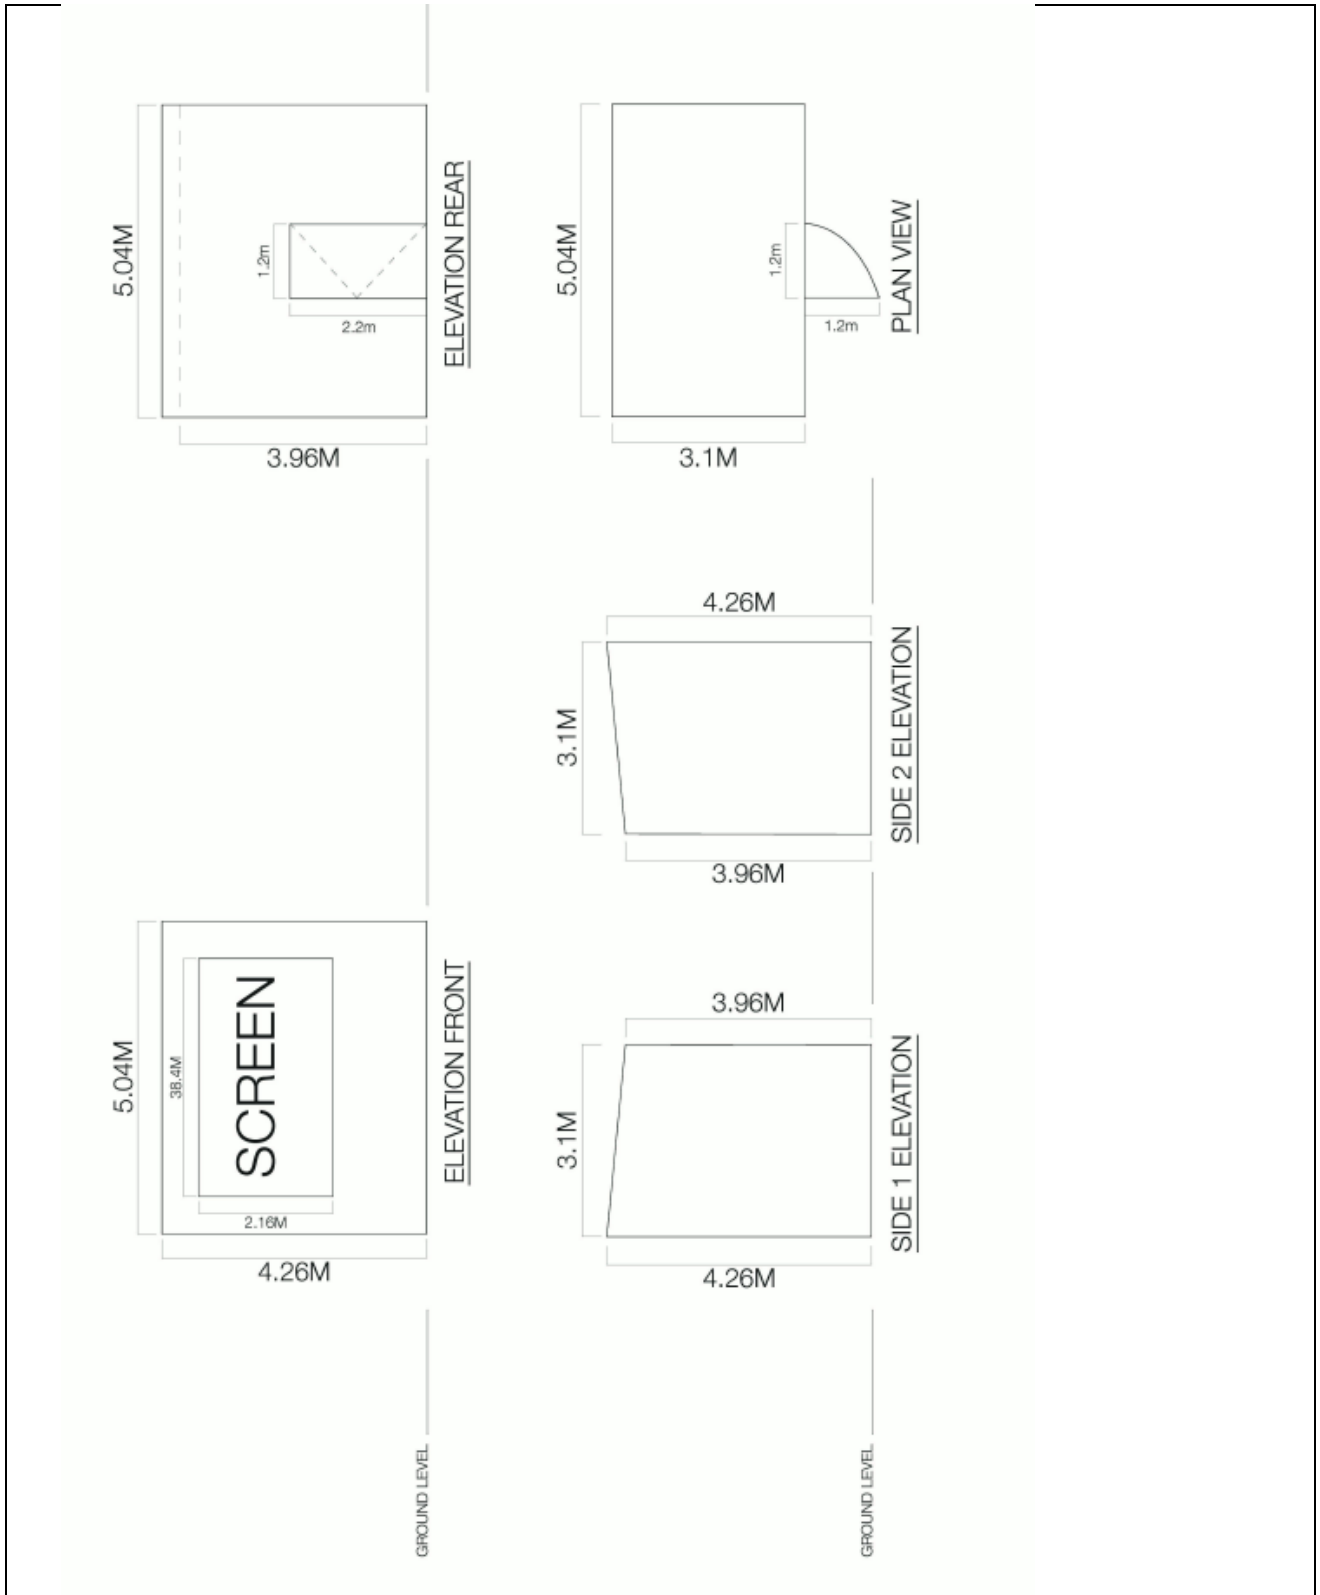 5.04M
38.4M
SCREEN
2.16M
4.26M
ELEVATION FRONT
5.04M
1.2m
2.2m
3.96M
ELEVATION REAR
GROUND LEVEL
3.1M
4.26M
3.96M
SIDE 1 ELEVATION
3.1M
3.96M
4.26M
SIDE 2 ELEVATION
5.04M
3.1M
1.2m
1.2m
PLAN VIEW
GROUND LEVEL